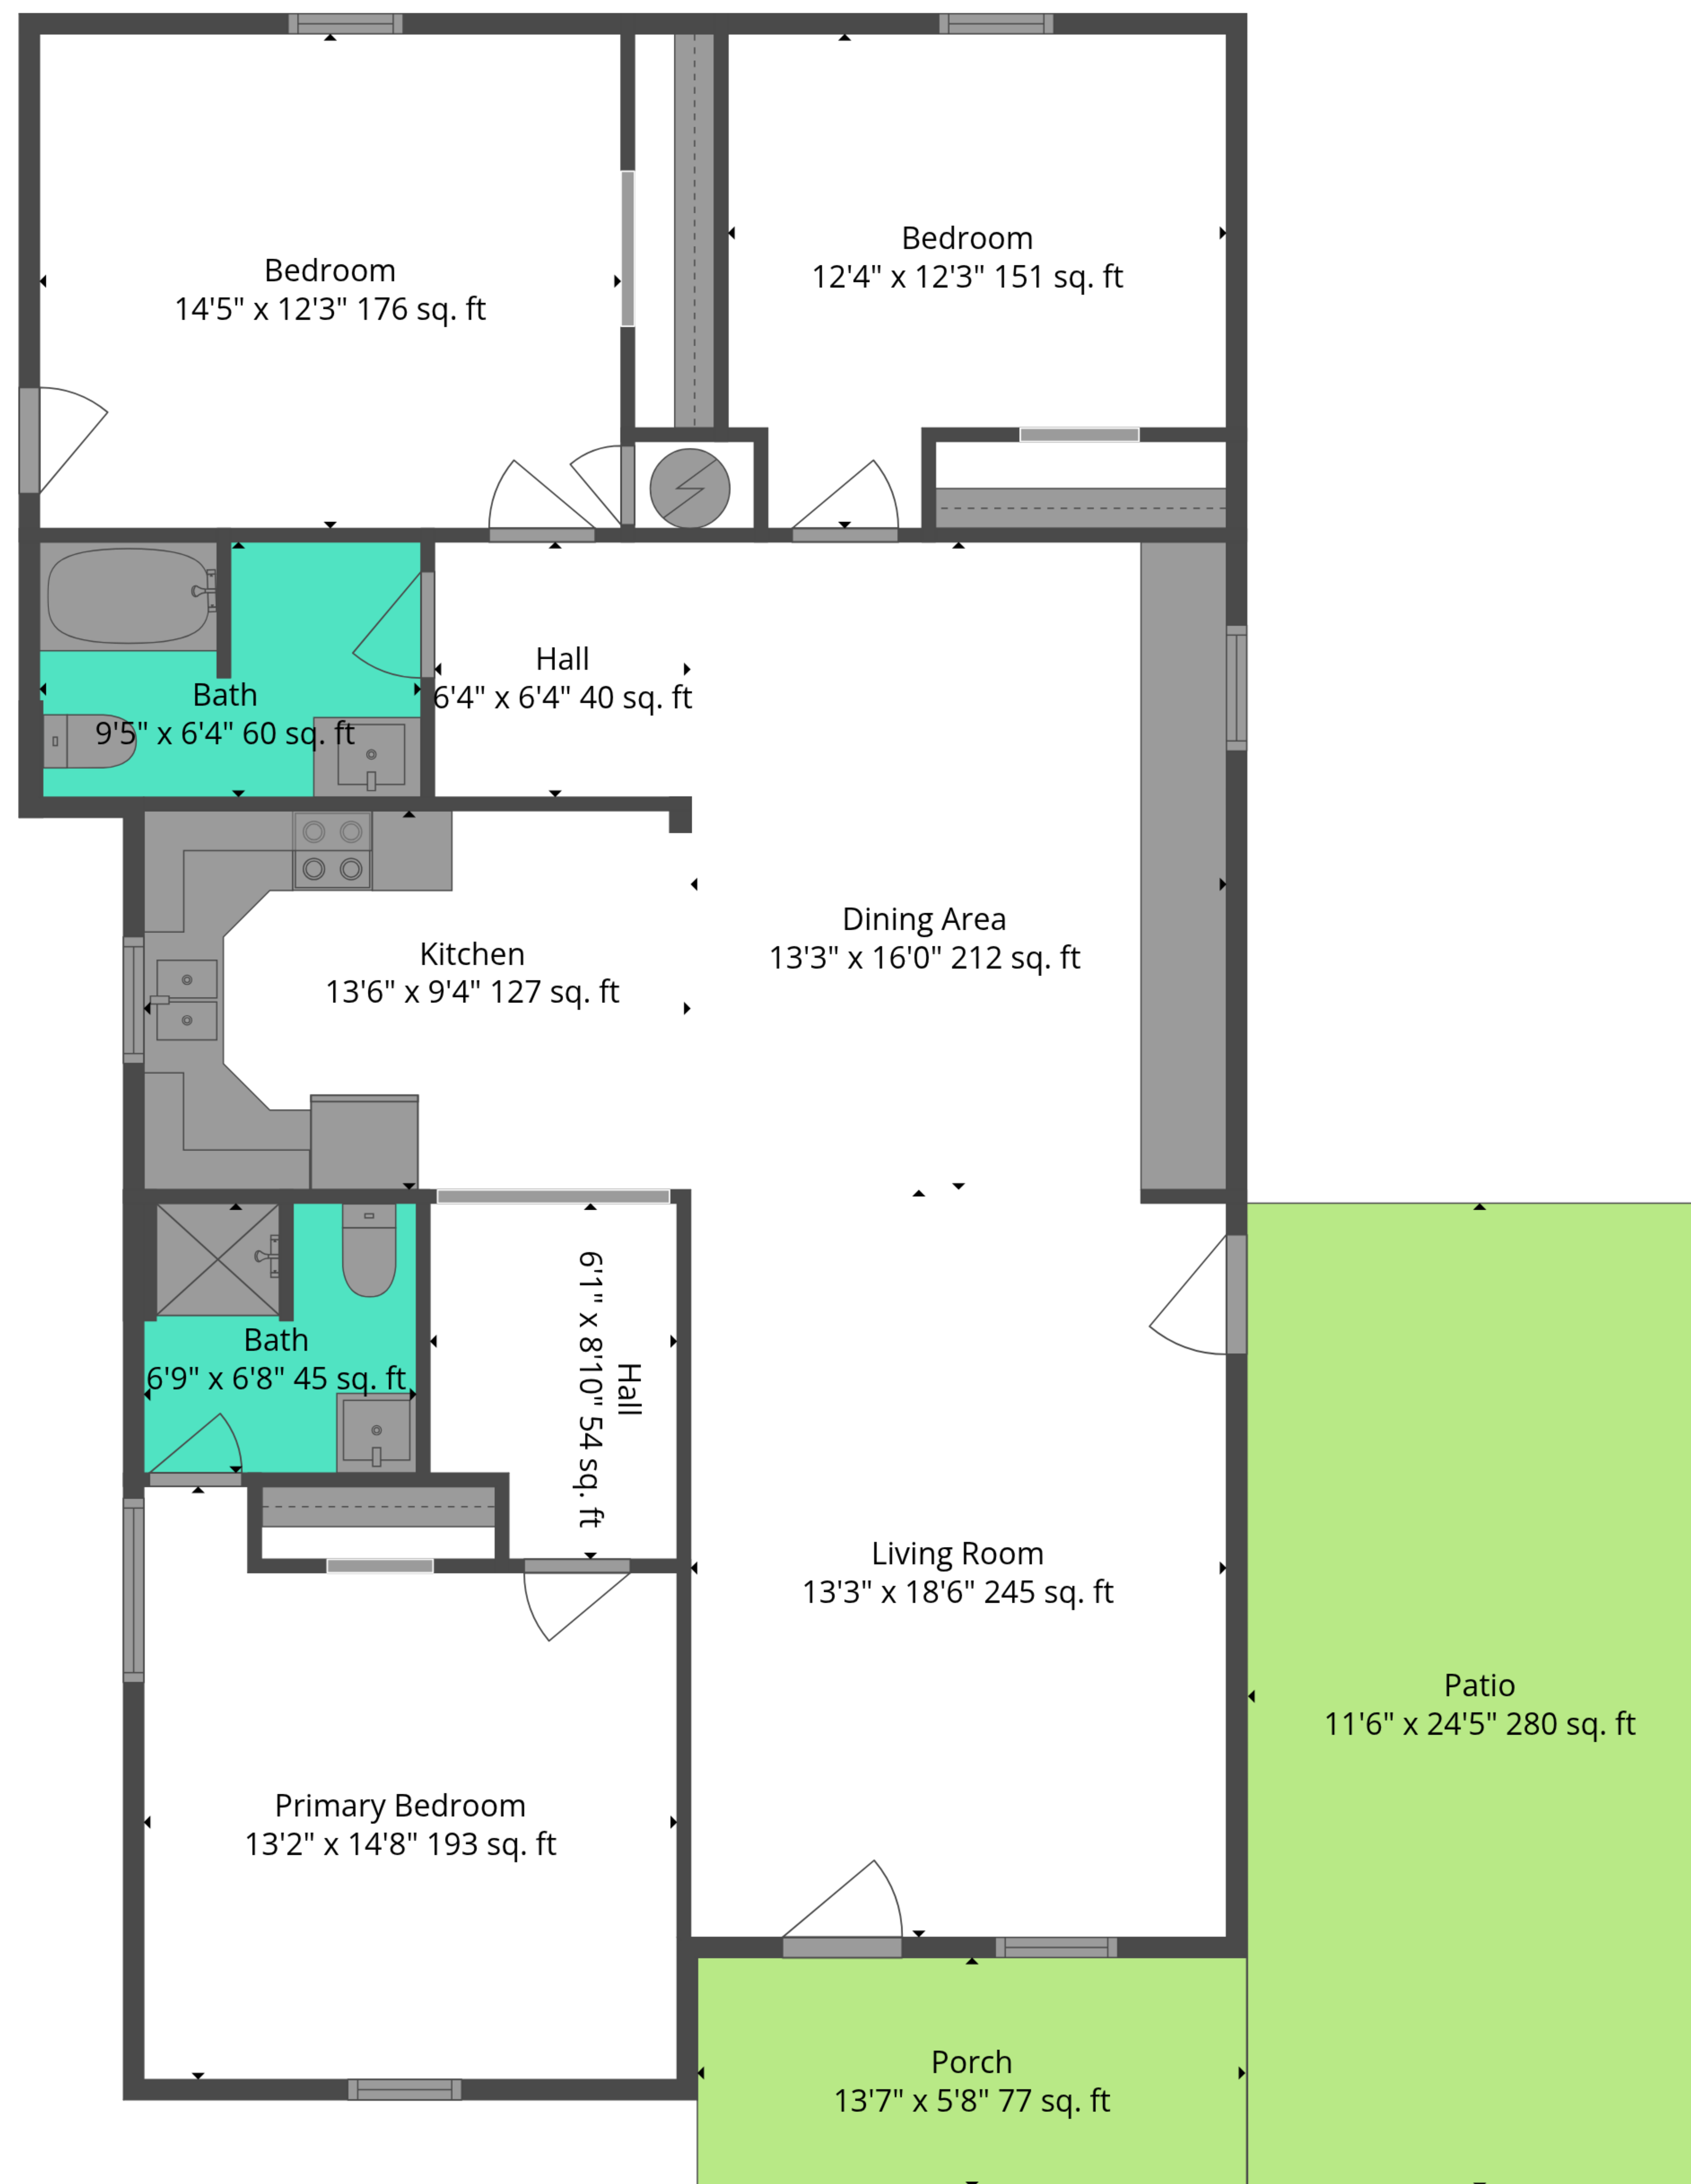 Bedroom
14'5" x 12'3" 176 sq. ft
Bedroom
12'4" x 12'3" 151 sq. ft
Bath
9'5" x 6'4" 60 sq. ft
Hall
6'4" x 6'4" 40 sq. ft
Kitchen
13'6" x 9'4" 127 sq. ft
Dining Area
13'3" x 16'0" 212 sq. ft
Bath
6'9" x 6'8" 45 sq. ft
Hall
6'1" x 8'10" 54 sq. ft
Living Room
13'3" x 18'6" 245 sq. ft
Patio
11'6" x 24'5" 280 sq. ft
Primary Bedroom
13'2" x 14'8" 193 sq. ft
Porch
13'7" x 5'8" 77 sq. ft